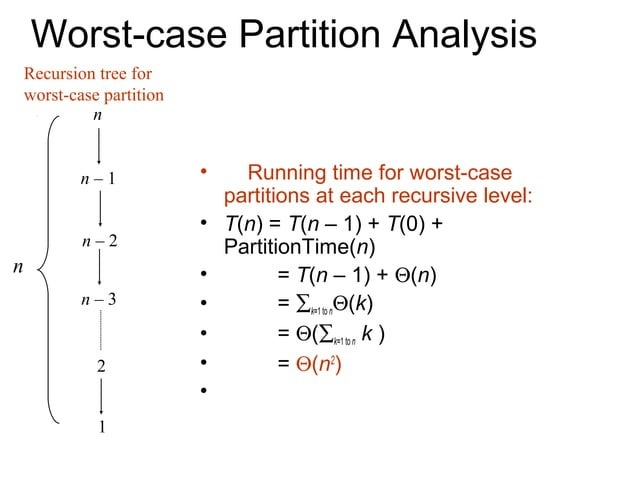 Worst-case Partition Analysis
Recursion tree for
worst-case partition
n
n – 1
n – 2
n
n – 3
2
1
• Running time for worst-case
partitions at each recursive level:
• T(n) = T(n – 1) + T(0) +
PartitionTime(n)
• = T(n – 1) + Θ(n)
• = ∑k=1 to nΘ(k)
• = Θ(∑k=1 to n k )
• = Θ(n²)
•